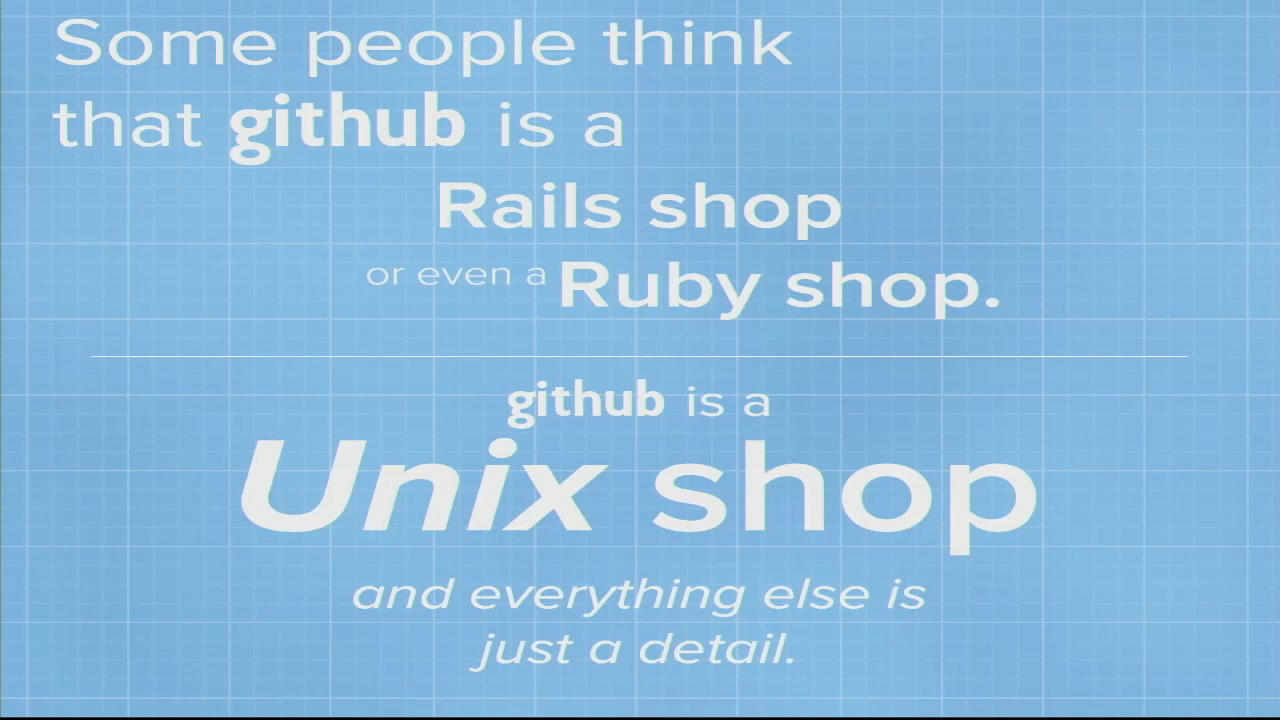 Some people think
that github is a
Rails shop
or even a Ruby shop.
github is a
Unix shop
and everything else is
just a detail.